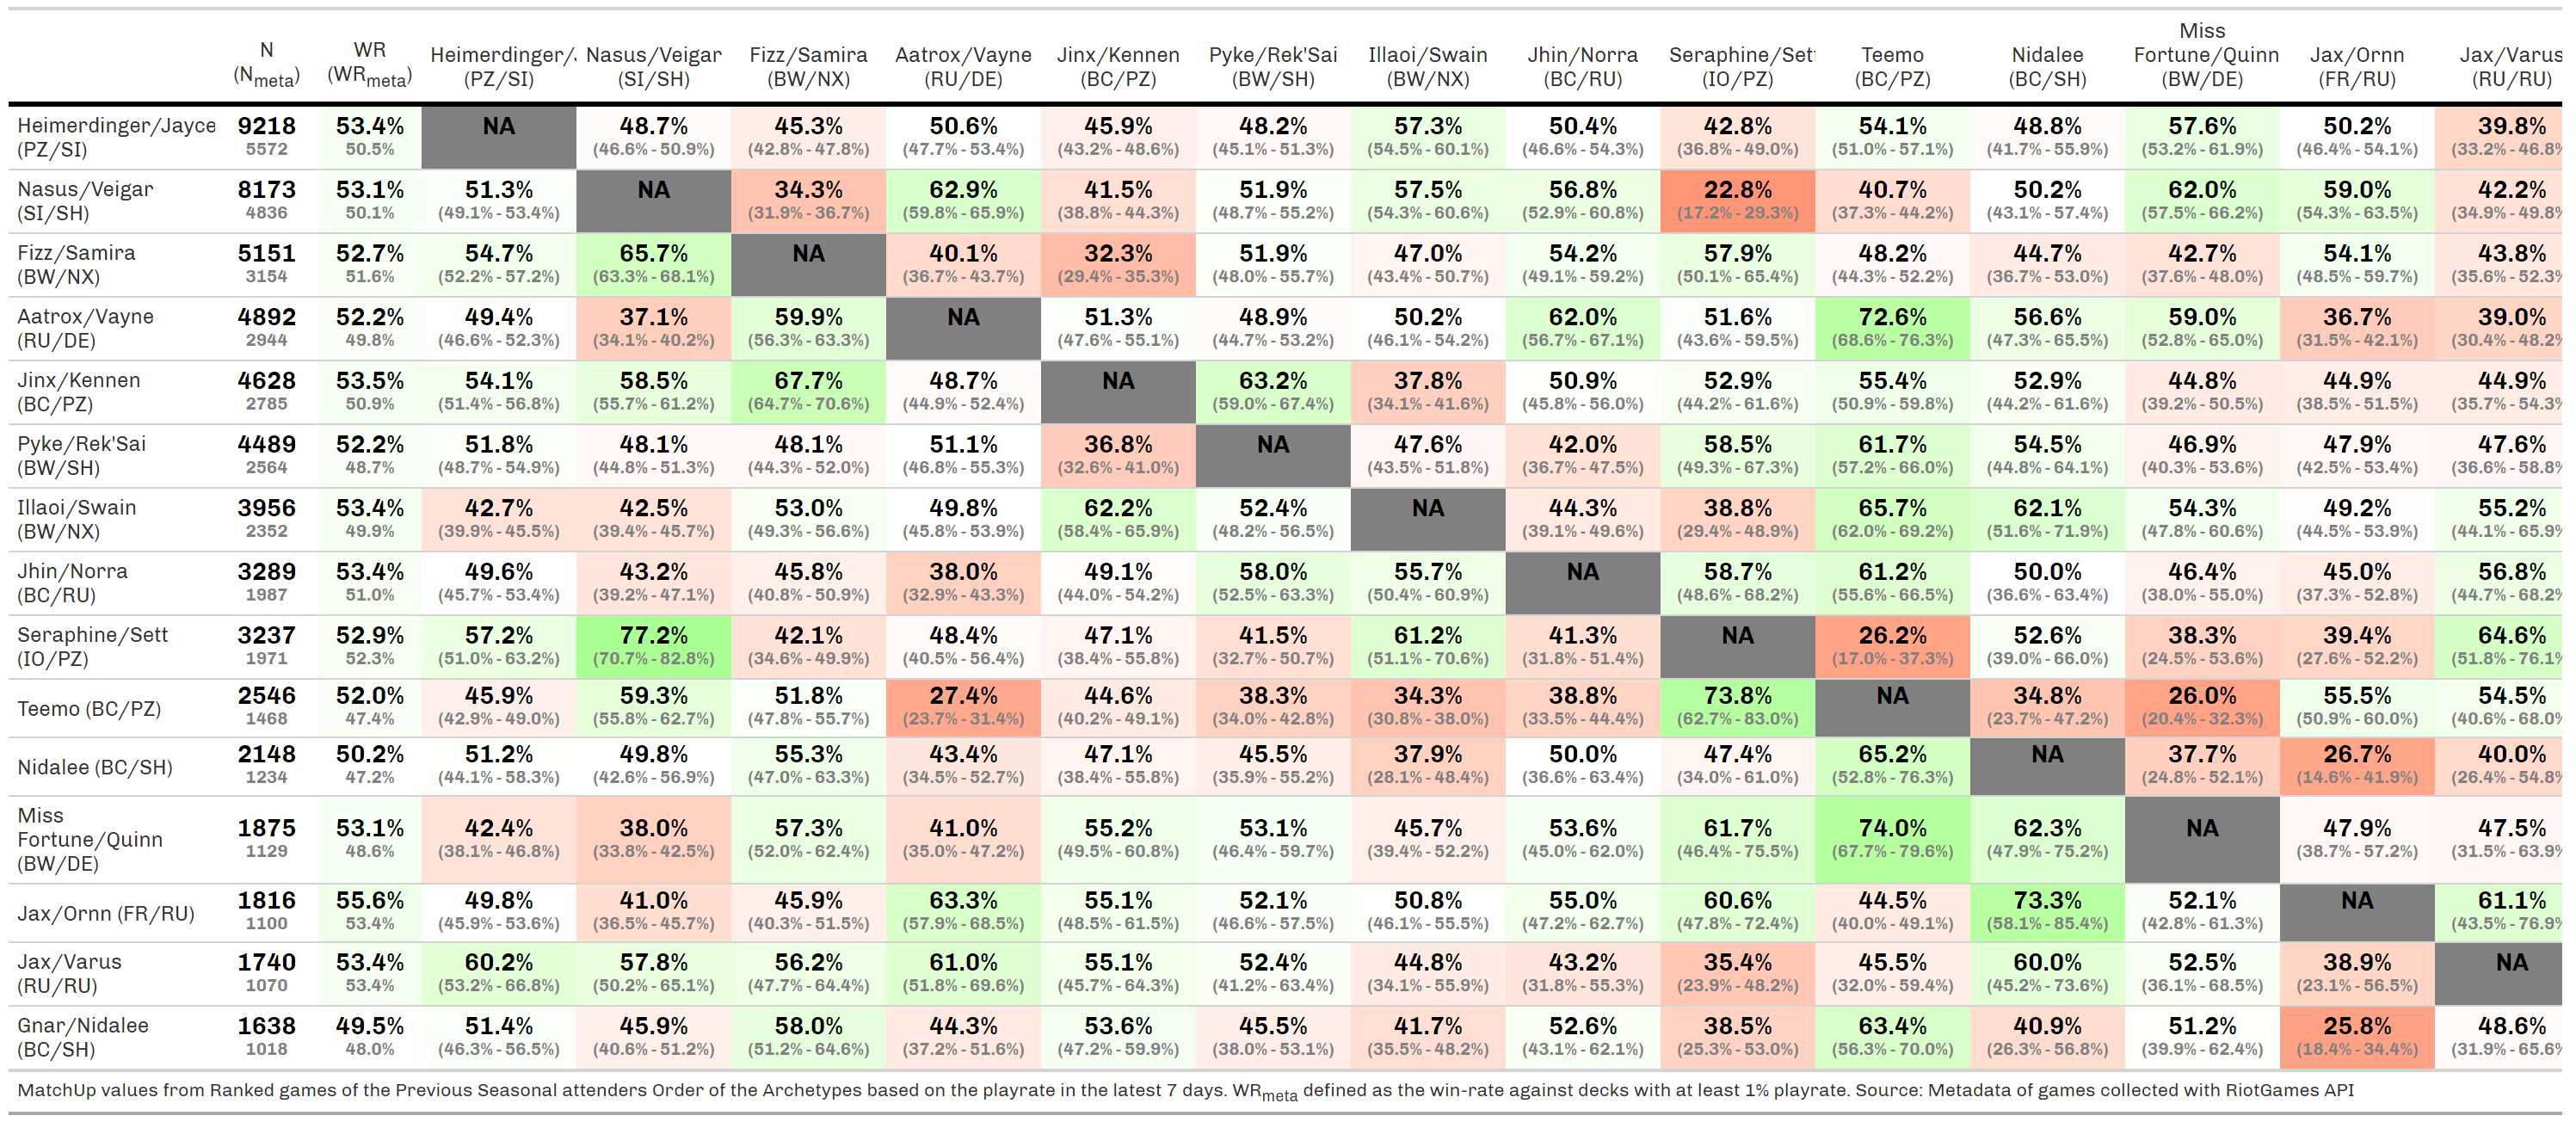 N (Nmeta) WR (WRmeta) Heimerdinger/J (PZ/SI) Nasus/Veigar (SI/SH) Fizz/Samira (BW/NX) Aatrox/Vayne (RU/DE) Jinx/Kennen (BC/PZ) Pyke/Rek'Sai (BW/SH) Illaoi/Swain (BW/NX) Jhin/Norra (BC/RU) Seraphine/Sett (IO/PZ) Teemo (BC/PZ) Nidalee (BC/SH) Miss Fortune/Quinn (BW/DE) Jax/Ornn (FR/RU) Jax/Varus (RU/RU)
Heimerdinger/Jayce 9218 53.4% NA 48.7% 45.3% 50.6% 45.9% 48.2% 57.3% 50.4% 42.8% 54.1% 48.8% 57.6% 50.2% 39.8%
(PZ/SI) 5572 50.5% (46.6% - 50.9%) (42.8% - 47.8%) (47.7% - 53.4%) (43.2% - 48.6%) (45.1% - 51.3%) (54.5% - 60.1%) (46.6% - 54.3%) (36.8% - 49.0%) (51.0% - 57.1%) (41.7% - 55.9%) (53.2% - 61.9%) (46.4% - 54.1%) (33.2% - 46.8%
Nasus/Veigar 8173 53.1% 51.3% NA 34.3% 62.9% 41.5% 51.9% 57.5% 56.8% 22.8% 40.7% 50.2% 62.0% 59.0% 42.2%
(SI/SH) 4836 50.1% (49.1% - 53.4%) (31.9% - 36.7%) (59.8% - 65.9%) (38.8% - 44.3%) (48.7% - 55.2%) (54.3% - 60.6%) (52.9% - 60.8%) (17.2% - 29.3%) (37.3% - 44.2%) (43.1% - 57.4%) (57.5% - 66.2%) (54.3% - 63.5%) (34.9% - 49.8%
Fizz/Samira 5151 52.7% 54.7% 65.7% NA 40.1% 32.3% 51.9% 47.0% 54.2% 57.9% 48.2% 44.7% 42.7% 54.1% 43.8%
(BW/NX) 3154 51.6% (52.2% - 57.2%) (63.3% - 68.1%) (36.7% - 43.7%) (29.4% - 35.3%) (48.0% - 55.7%) (43.4% - 50.7%) (49.1% - 59.2%) (50.1% - 65.4%) (44.3% - 52.2%) (36.7% - 53.0%) (37.6% - 48.0%) (48.5% - 59.7%) (35.6% - 52.3%
Aatrox/Vayne 4892 52.2% 49.4% 37.1% 59.9% NA 51.3% 48.9% 50.2% 62.0% 51.6% 72.6% 56.6% 59.0% 36.7% 39.0%
(RU/DE) 2944 49.8% (46.6% - 52.3%) (34.1% - 40.2%) (56.3% - 63.3%) (47.6% - 55.1%) (44.7% - 53.2%) (46.1% - 54.2%) (56.7% - 67.1%) (43.6% - 59.5%) (68.6% - 76.3%) (47.3% - 65.5%) (52.8% - 65.0%) (31.5% - 42.1%) (30.4% - 48.2%
Jinx/Kennen 4628 53.5% 54.1% 58.5% 67.7% 48.7% NA 63.2% 37.8% 50.9% 52.9% 55.4% 52.9% 44.8% 44.9% 44.9%
(BC/PZ) 2785 50.9% (51.4% - 56.8%) (55.7% - 61.2%) (64.7% - 70.6%) (44.9% - 52.4%) (59.0% - 67.4%) (34.1% - 41.6%) (45.8% - 56.0%) (44.2% - 61.6%) (50.9% - 59.8%) (44.2% - 61.6%) (39.2% - 50.5%) (38.5% - 51.5%) (35.7% - 54.3%
Pyke/Rek'Sai 4489 52.2% 51.8% 48.1% 48.1% 51.1% 36.8% NA 47.6% 42.0% 58.5% 61.7% 54.5% 46.9% 47.9% 47.6%
(BW/SH) 2564 48.7% (48.7% - 54.9%) (44.8% - 51.3%) (44.3% - 52.0%) (46.8% - 55.3%) (32.6% - 41.0%) (43.5% - 51.8%) (36.7% - 47.5%) (49.3% - 67.3%) (57.2% - 66.0%) (44.8% - 64.1%) (40.3% - 53.6%) (42.5% - 53.4%) (36.6% - 58.8%
Illaoi/Swain 3956 53.4% 42.7% 42.5% 53.0% 49.8% 62.2% 52.4% NA 44.3% 38.8% 65.7% 62.1% 54.3% 49.2% 55.2%
(BW/NX) 2352 49.9% (39.9% - 45.5%) (39.4% - 45.7%) (49.3% - 56.6%) (45.8% - 53.9%) (58.4% - 65.9%) (48.2% - 56.5%) (39.1% - 49.6%) (29.4% - 48.9%) (62.0% - 69.2%) (51.6% - 71.9%) (47.8% - 60.6%) (44.5% - 53.9%) (44.1% - 65.9%
Jhin/Norra 3289 53.4% 49.6% 43.2% 45.8% 38.0% 49.1% 58.0% 55.7% NA 58.7% 61.2% 50.0% 46.4% 45.0% 56.8%
(BC/RU) 1987 51.0% (45.7% - 53.4%) (39.2% - 47.1%) (40.8% - 50.9%) (32.9% - 43.3%) (44.0% - 54.2%) (52.5% - 63.3%) (50.4% - 60.9%) (48.6% - 68.2%) (55.6% - 66.5%) (36.6% - 63.4%) (38.0% - 55.0%) (37.3% - 52.8%) (44.7% - 68.2%
Seraphine/Sett 3237 52.9% 57.2% 77.2% 42.1% 48.4% 47.1% 41.5% 61.2% 41.3% NA 26.2% 52.6% 38.3% 39.4% 64.6%
(IO/PZ) 1971 52.3% (51.0% - 63.2%) (70.7% - 82.8%) (34.6% - 49.9%) (40.5% - 56.4%) (38.4% - 55.8%) (32.7% - 50.7%) (51.1% - 70.6%) (31.8% - 51.4%) (17.0% - 37.3%) (39.0% - 66.0%) (24.5% - 53.6%) (27.6% - 52.2%) (51.8% - 76.1%
Teemo (BC/PZ) 2546 52.0% 45.9% 59.3% 51.8% 27.4% 44.6% 38.3% 34.3% 38.8% 73.8% NA 34.8% 26.0% 55.5% 54.5%
1468 47.4% (42.9% - 49.0%) (55.8% - 62.7%) (47.8% - 55.7%) (23.7% - 31.4%) (40.2% - 49.1%) (34.0% - 42.8%) (30.8% - 38.0%) (33.5% - 44.4%) (62.7% - 83.0%) (23.7% - 47.2%) (20.4% - 32.3%) (50.9% - 60.0%) (40.6% - 68.0%
Nidalee (BC/SH) 2148 50.2% 51.2% 49.8% 55.3% 43.4% 47.1% 45.5% 37.9% 50.0% 47.4% 65.2% NA 37.7% 26.7% 40.0%
1234 47.2% (44.1% - 58.3%) (42.6% - 56.9%) (47.0% - 63.3%) (34.5% - 52.7%) (38.4% - 55.8%) (35.9% - 55.2%) (28.1% - 48.4%) (36.6% - 63.4%) (34.0% - 61.0%) (52.8% - 76.3%) (24.8% - 52.1%) (14.6% - 41.9%) (26.4% - 54.8%
Miss
Fortune/Quinn 1875 53.1% 42.4% 38.0% 57.3% 41.0% 55.2% 53.1% 45.7% 53.6% 61.7% 74.0% 62.3% NA 47.9% 47.5%
(BW/DE) 1129 48.6% (38.1% - 46.8%) (33.8% - 42.5%) (52.0% - 62.4%) (35.0% - 47.2%) (49.5% - 60.8%) (46.4% - 59.7%) (39.4% - 52.2%) (45.0% - 62.0%) (46.4% - 75.5%) (67.7% - 79.6%) (47.9% - 75.2%) (38.7% - 57.2%) (31.5% - 63.9%
Jax/Ornn (FR/RU) 1816 55.6% 49.8% 41.0% 45.9% 63.3% 55.1% 52.1% 50.8% 55.0% 60.6% 44.5% 73.3% 52.1% NA 61.1%
1100 53.4% (45.9% - 53.6%) (36.5% - 45.7%) (40.3% - 51.5%) (57.9% - 68.5%) (48.5% - 61.5%) (46.6% - 57.5%) (46.1% - 55.5%) (47.2% - 62.7%) (47.8% - 72.4%) (40.0% - 49.1%) (58.1% - 85.4%) (42.8% - 61.3%) (43.5% - 76.9%
Jax/Varus 1740 53.4% 60.2% 57.8% 56.2% 61.0% 55.1% 52.4% 44.8% 43.2% 35.4% 45.5% 60.0% 52.5% 38.9% NA
(RU/RU) 1070 53.4% (53.2% - 66.8%) (50.2% - 65.1%) (47.7% - 64.4%) (51.8% - 69.6%) (45.7% - 64.3%) (41.2% - 63.4%) (34.1% - 55.9%) (31.8% - 55.3%) (23.9% - 48.2%) (32.0% - 59.4%) (45.2% - 73.6%) (36.1% - 68.5%) (23.1% - 56.5%)
Gnar/Nidalee 1638 49.5% 51.4% 45.9% 58.0% 44.3% 53.6% 45.5% 41.7% 52.6% 38.5% 63.4% 40.9% 51.2% 25.8% 48.6%
(BC/SH) 1018 48.0% (46.3% - 56.5%) (40.6% - 51.2%) (51.2% - 64.6%) (37.2% - 51.6%) (47.2% - 59.9%) (38.0% - 53.1%) (35.5% - 48.2%) (43.1% - 62.1%) (25.3% - 53.0%) (56.3% - 70.0%) (26.3% - 56.8%) (39.9% - 62.4%) (18.4% - 34.4%) (31.9% - 65.6%
MatchUp values from Ranked games of the Previous Seasonal attenders Order of the Archetypes based on the playrate in the latest 7 days. WRmeta defined as the win-rate against decks with at least 1% playrate. Source: Metadata of games collected with RiotGames API